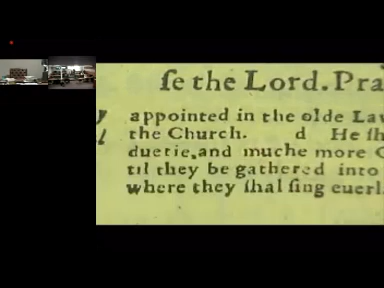 ſe the Lord. Pra
appointed in the olde Law
the Church. d He ſh
duetie, and muche more
til they be gathered into
where they ſhal ſing euerl